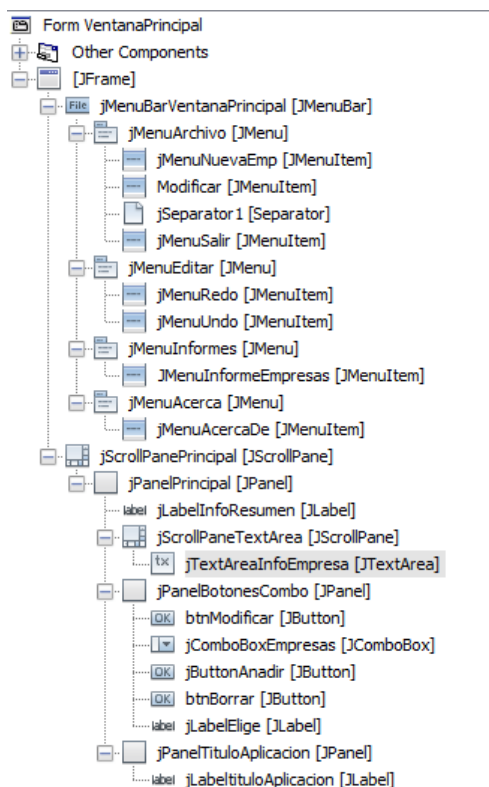 Form VentanaPrincipal
Other Components
[JFrame]
File jMenuBarVentanaPrincipal [JMenuBar]
jMenuArchivo [JMenu]
jMenuNuevaEmp [JMenuItem]
Modificar [JMenuItem]
jSeparator1 [Separator]
jMenuSalir [JMenuItem]
jMenuEditar [JMenu]
jMenuRedo [JMenuItem]
jMenuUndo [JMenuItem]
jMenuInformes [JMenu]
JMenuInformeEmpresas [JMenuItem]
jMenuAcerca [JMenu]
jMenuAcercaDe [JMenuItem]
jScrollPanePrincipal [JScrollPane]
jPanelPrincipal [JPanel]
label jLabelInfoResumen [JLabel]
jScrollPaneTextArea [JScrollPane]
tx jTextAreaInfoEmpresa [JTextArea]
jPanelBotonesCombo [JPanel]
OK btnModificar [JButton]
jComboBoxEmpresas [JComboBox]
OK jButtonAnadir [JButton]
OK btnBorrar [JButton]
label jLabelElige [JLabel]
jPanelTituloAplicacion [JPanel]
label jLabeltituloAplicacion [JLabel]